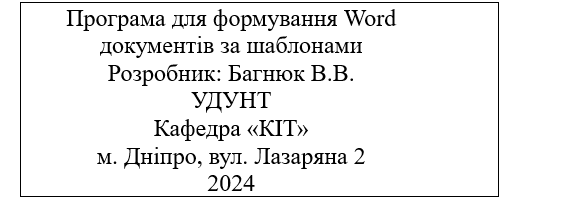 Програма для формування Word
документів за шаблонами
Розробник: Багнюк В.В.
УДУНТ
Кафедра «КІТ»
м. Дніпро, вул. Лазаряна 2
2024